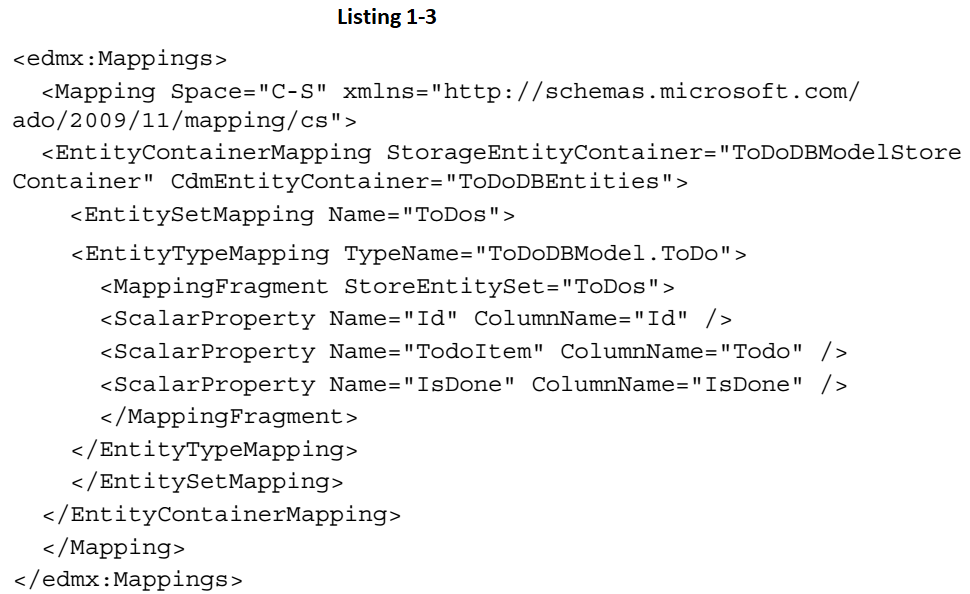 Listing 1-3
<edmx:Mappings>
<Mapping Space="C-S" xmlns="http://schemas.microsoft.com/
ado/2009/11/mapping/cs">
<EntityContainerMapping StorageEntityContainer="ToDoDBModelStore
Container" CdmEntityContainer="ToDoDBEntities">
<EntitySetMapping Name="ToDos">
<EntityTypeMapping TypeName="ToDoDBModel.ToDo">
<MappingFragment StoreEntitySet="ToDos">
<ScalarProperty Name="Id" ColumnName="Id" />
<ScalarProperty Name="TodoItem" ColumnName="Todo" />
<ScalarProperty Name="IsDone" ColumnName="IsDone" />
</MappingFragment>
</EntityTypeMapping>
</EntitySetMapping>
</EntityContainerMapping>
</Mapping>
</edmx:Mappings>